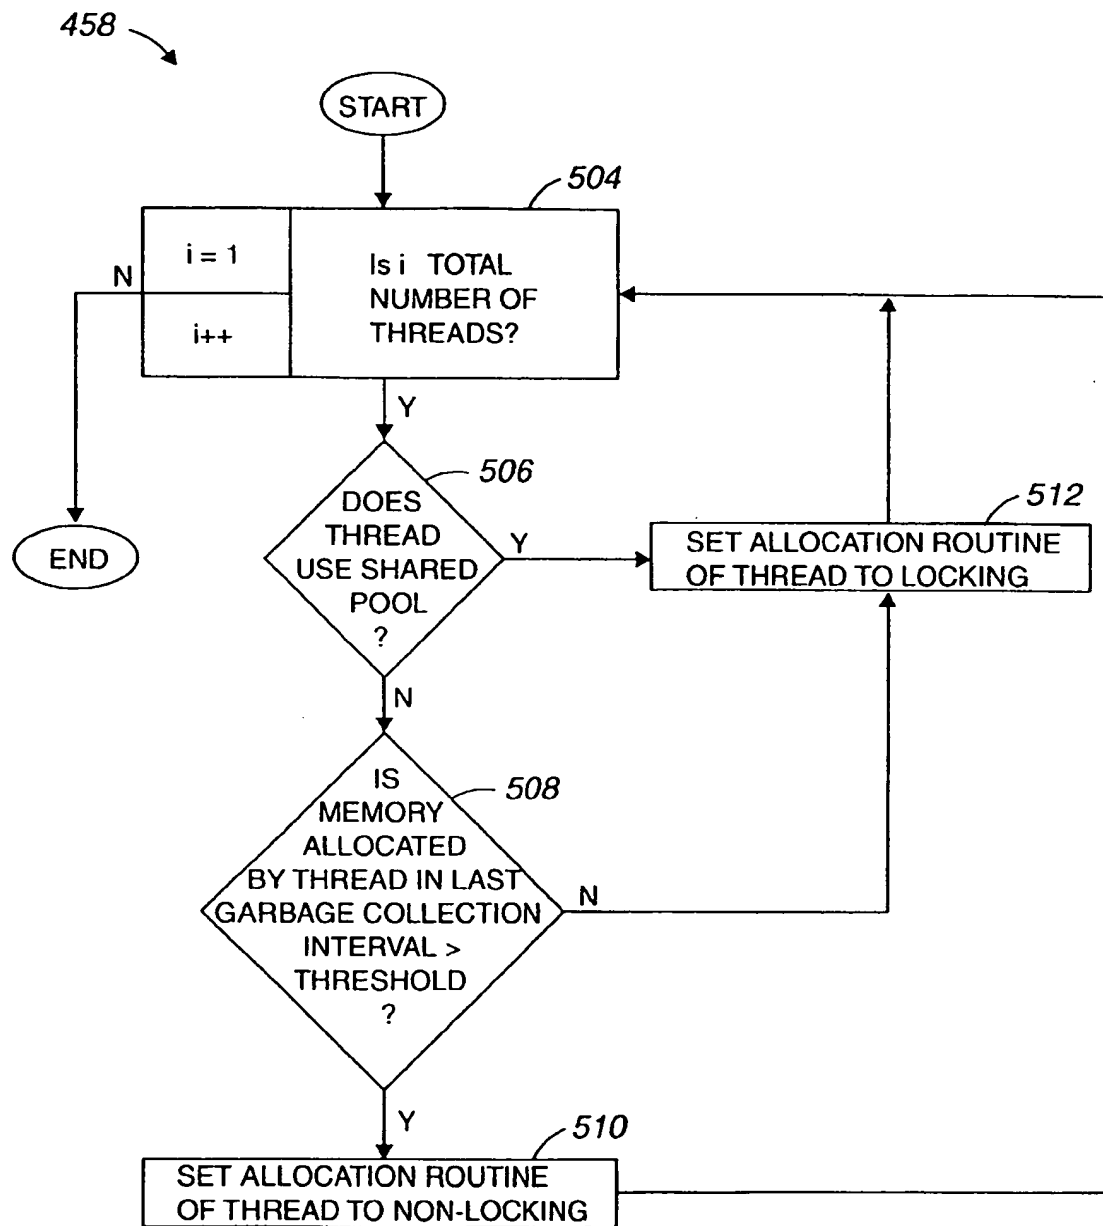 458
START
504
i = 1
i++
Is i TOTAL
NUMBER OF
THREADS?
N
Y
END
506
DOES
THREAD
USE SHARED
POOL
?
Y
N
512
SET ALLOCATION ROUTINE
OF THREAD TO LOCKING
508
IS
MEMORY
ALLOCATED
BY THREAD IN LAST
GARBAGE COLLECTION
INTERVAL >
THRESHOLD
?
N
Y
510
SET ALLOCATION ROUTINE
OF THREAD TO NON-LOCKING